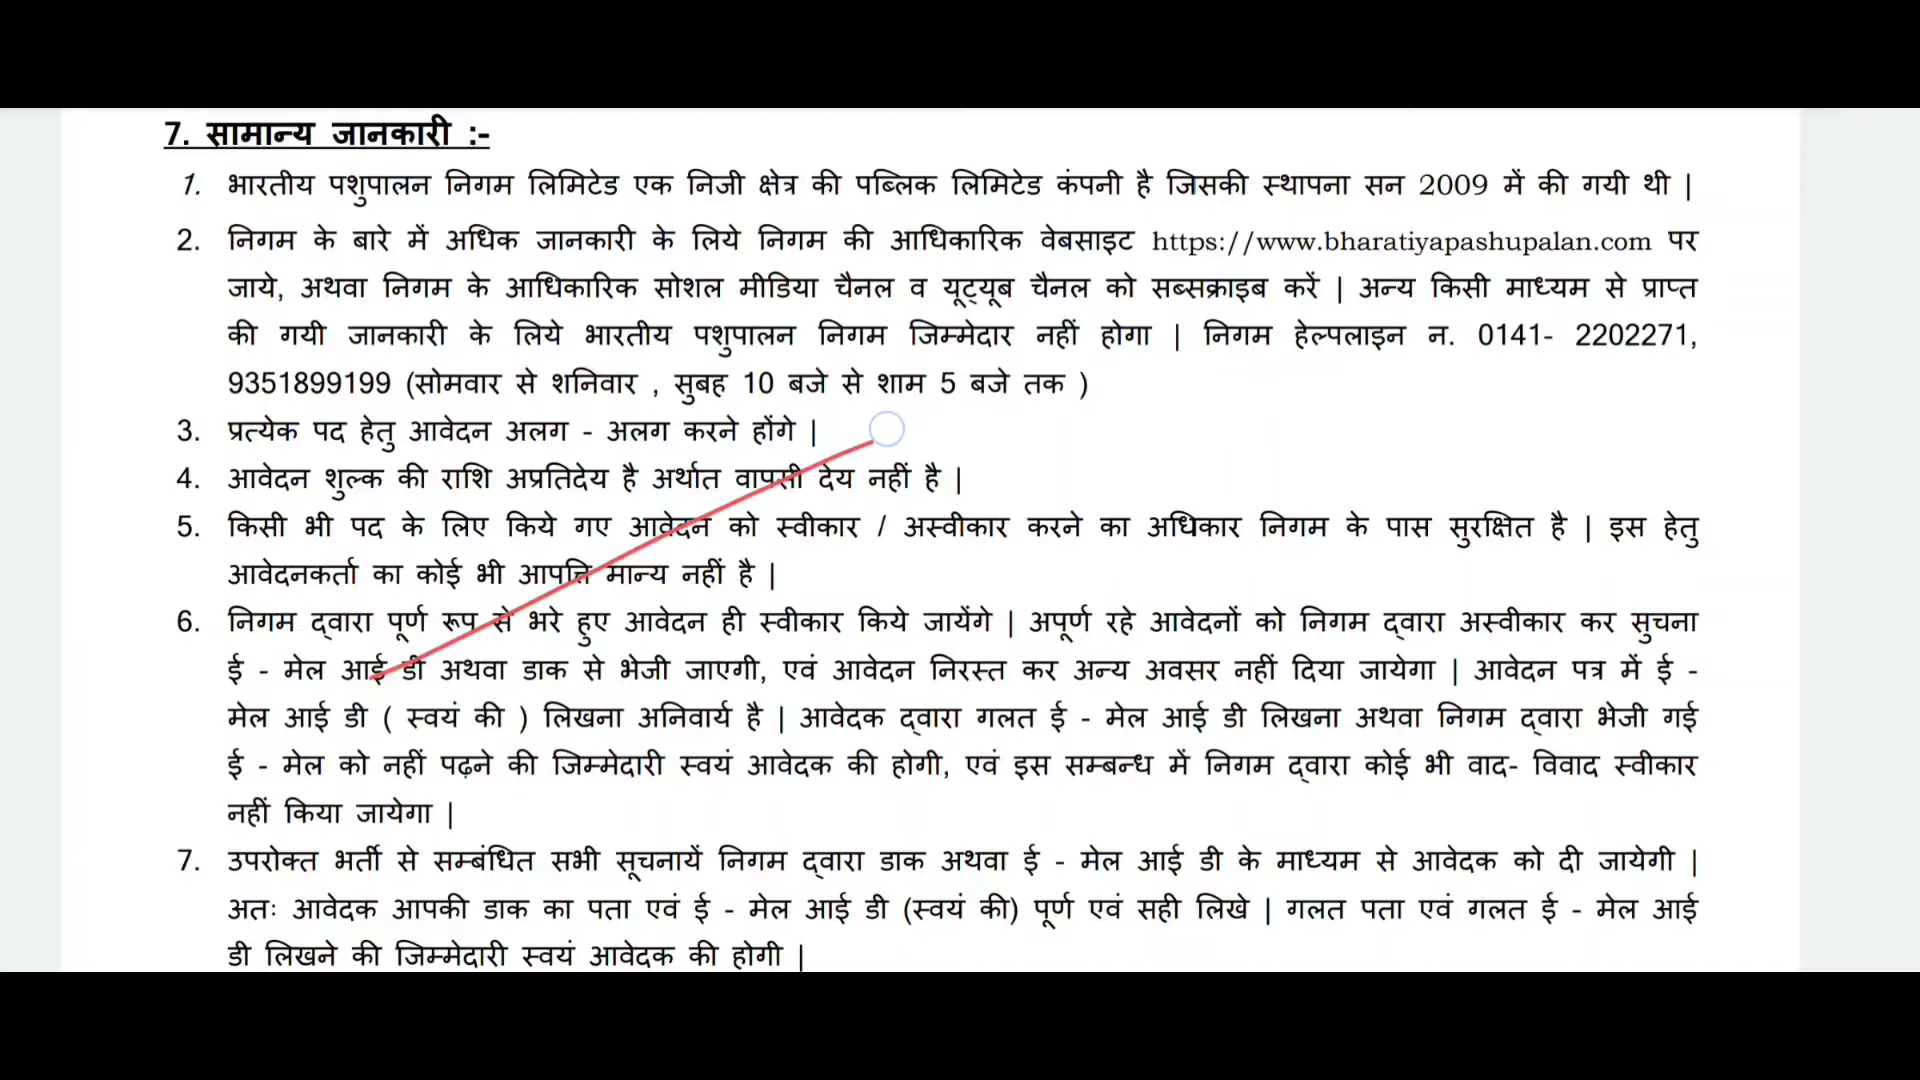 7. सामान्य जानकारी :-
1. भारतीय पशुपालन निगम लिमिटेड एक निजी क्षेत्र की पब्लिक लिमिटेड कंपनी है जिसकी स्थापना सन 2009 में की गयी थी |
2. निगम के बारे में अधिक जानकारी के लिये निगम की आधिकारिक वेबसाइट https://www.bharatiyapashupalan.com पर
जाये, अथवा निगम के आधिकारिक सोशल मीडिया चैनल व यूट्यूब चैनल को सब्सक्राइब करें | अन्य किसी माध्यम से प्राप्त
की गयी जानकारी के लिये भारतीय पशुपालन निगम जिम्मेदार नहीं होगा | निगम हेल्पलाइन न. 0141- 2202271,
9351899199 (सोमवार से शनिवार , सुबह 10 बजे से शाम 5 बजे तक )
3. प्रत्येक पद हेतु आवेदन अलग - अलग करने होंगे |
4. आवेदन शुल्क की राशि अप्रतिदेय है अर्थात वापसी देय नहीं है |
5. किसी भी पद के लिए किये गए आवेदन को स्वीकार / अस्वीकार करने का अधिकार निगम के पास सुरक्षित है | इस हेतु
आवेदनकर्ता का कोई भी आपत्ति मान्य नहीं है |
6. निगम द्वारा पूर्ण रूप से भरे हुए आवेदन ही स्वीकार किये जायेंगे | अपूर्ण रहे आवेदनों को निगम द्वारा अस्वीकार कर सुचना
ई - मेल आई डी अथवा डाक से भेजी जाएगी, एवं आवेदन निरस्त कर अन्य अवसर नहीं दिया जायेगा | आवेदन पत्र में ई -
मेल आई डी ( स्वयं की ) लिखना अनिवार्य है | आवेदक द्वारा गलत ई - मेल आई डी लिखना अथवा निगम द्वारा भेजी गई
ई - मेल को नहीं पढ़ने की जिम्मेदारी स्वयं आवेदक की होगी, एवं इस सम्बन्ध में निगम द्वारा कोई भी वाद- विवाद स्वीकार
नहीं किया जायेगा |
7. उपरोक्त भर्ती से सम्बंधित सभी सूचनायें निगम द्वारा डाक अथवा ई - मेल आई डी के माध्यम से आवेदक को दी जायेगी |
अतः आवेदक आपकी डाक का पता एवं ई - मेल आई डी (स्वयं की) पूर्ण एवं सही लिखे | गलत पता एवं गलत ई - मेल आई
डी लिखने की जिम्मेदारी स्वयं आवेदक की होगी |